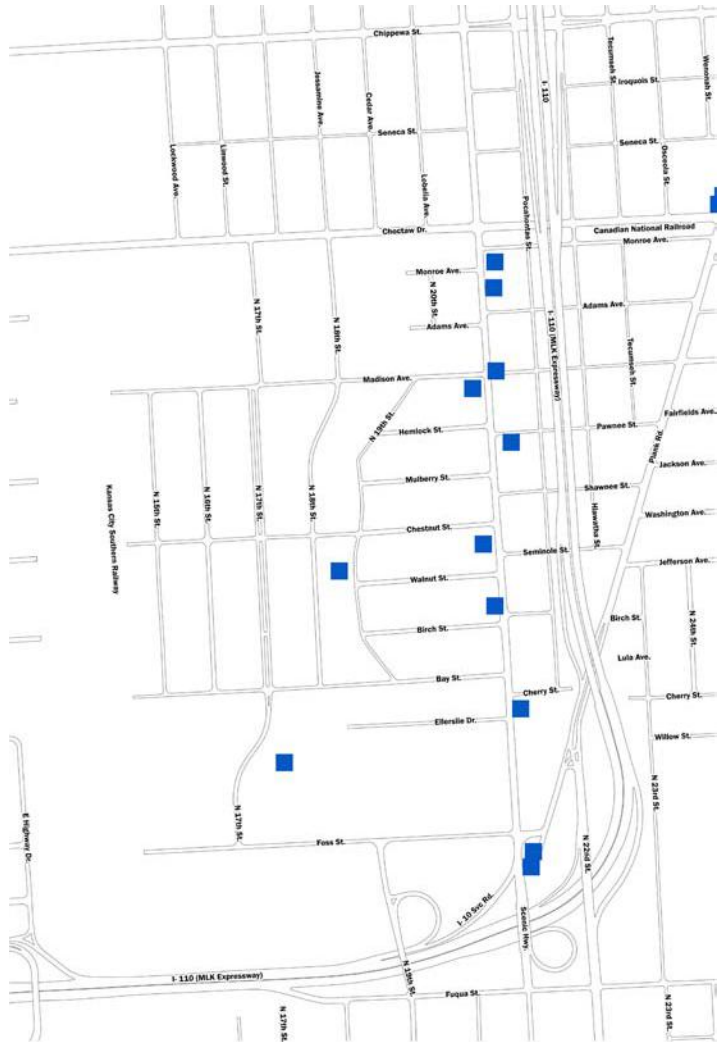 Chippewa St.
Jessamine Ave.
Cedar Ave.
I- 110
Tecumseh St.
Iroquois St.
Wenonah St.
Lockwood Ave.
Linwood St.
Seneca St.
Lobelia Ave.
Seneca St.
Osceola St.
Pocahontas St.
Choctaw Dr.
Canadian National Railroad
Monroe Ave.
Monroe Ave.
N 20th St.
N 17th St.
N 18th St.
Adams Ave.
Adams Ave.
I- 110 (MLK Expressway)
Tecumseh St.
Madison Ave.
N 19th St.
Hemlock St.
Pawnee St.
Fairfields Ave.
Plank Rd.
Jackson Ave.
Mulberry St.
Shawnee St.
Kansas City Southern Railway
N 15th St.
N 16th St.
N 17th St.
N 18th St.
Hiawatha St.
Washington Ave.
Chestnut St.
Seminole St.
Jefferson Ave.
Walnut St.
Birch St.
Birch St.
N 24th St.
Lula Ave.
Bay St.
Cherry St.
Cherry St.
Ellerslie Dr.
Willow St.
N 23rd St.
E Highway Dr.
N 17th St.
Foss St.
N 22nd St.
I- 10 Svc Rd.
Scenic Hwy.
I- 110 (MLK Expressway)
N 19th St.
Fuqua St.
N 17th St.
N 23rd St.